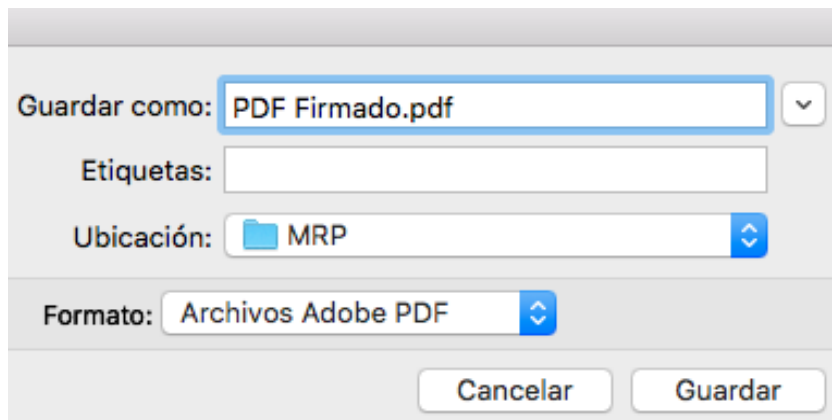 Guardar como: PDF Firmado.pdf
Etiquetas:
Ubicación: MRP
Formato: Archivos Adobe PDF
Cancelar Guardar